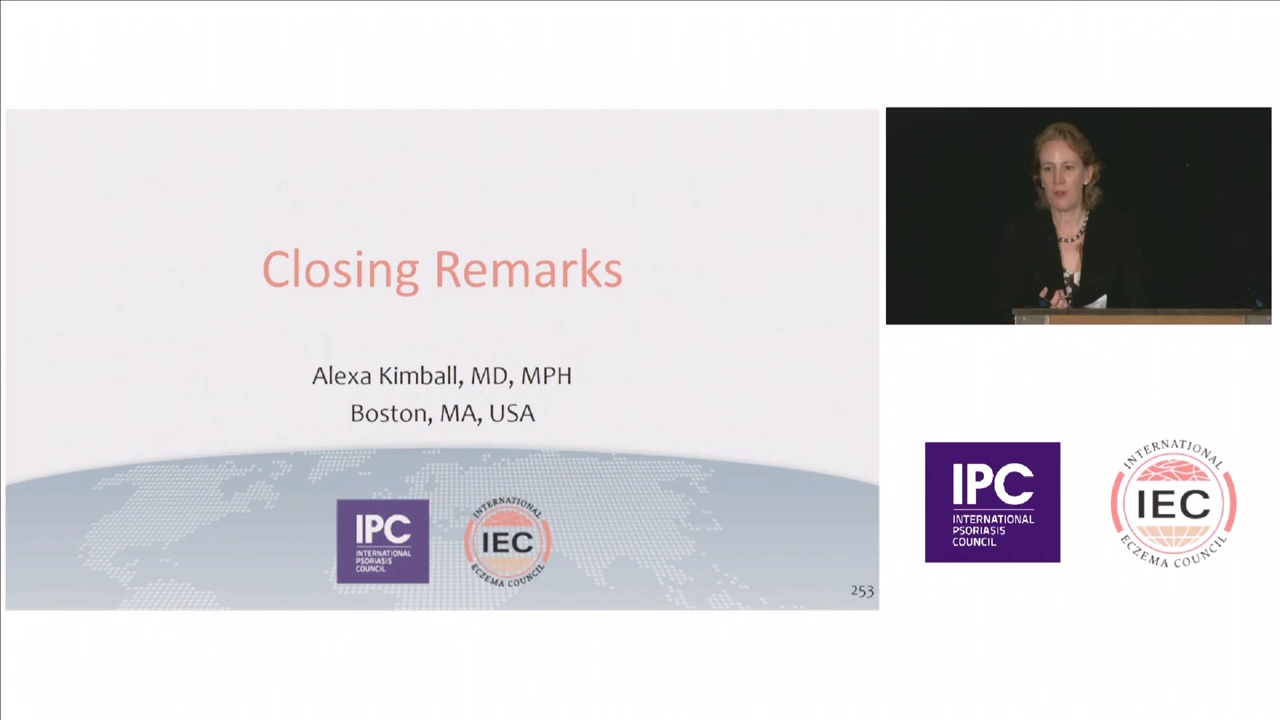 Closing Remarks
Alexa Kimball, MD, MPH
Boston, MA, USA
IPC
INTERNATIONAL
PSORIASIS
COUNCIL
INTERNATIONAL
IEC
ECZEMA COUNCIL
253
IPC
INTERNATIONAL
PSORIASIS
COUNCIL
INTERNATIONAL
IEC
ECZEMA COUNCIL